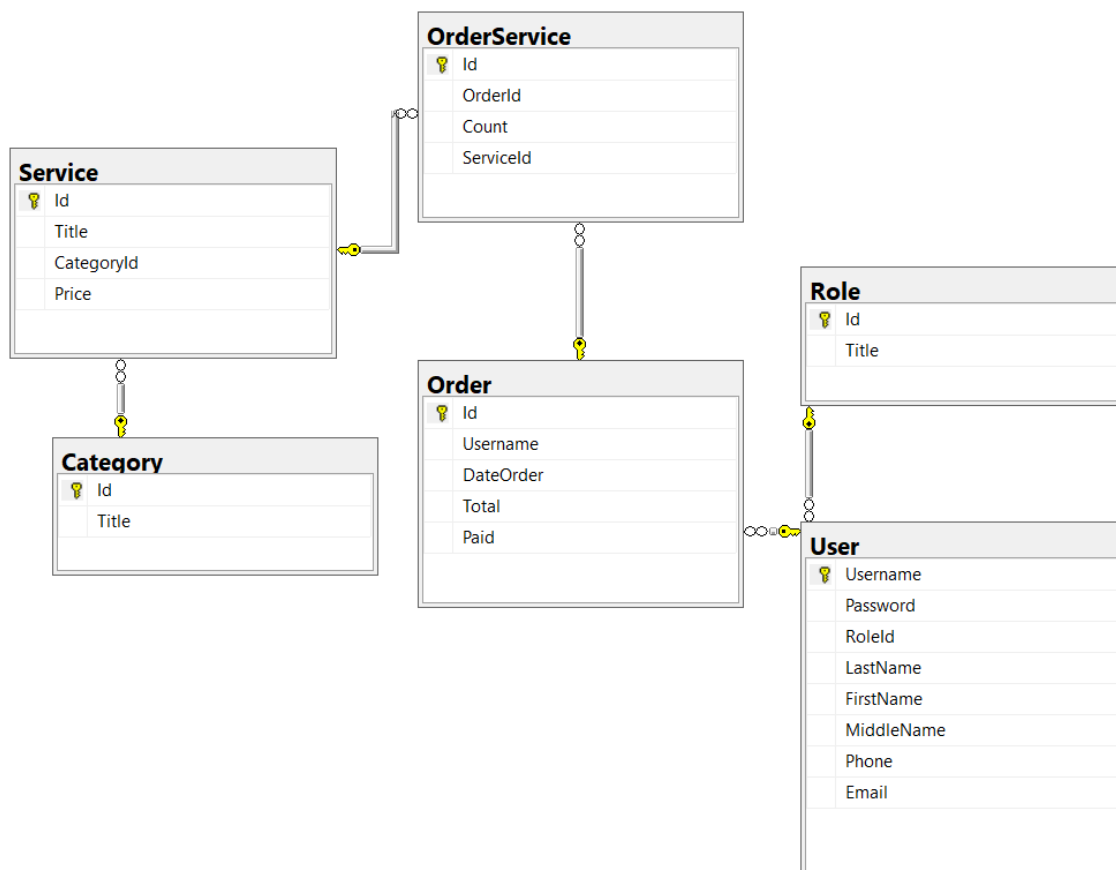 OrderService
Id
OrderId
Count
ServiceId
Service
Id
Title
CategoryId
Price
Role
Id
Title
Order
Id
Username
DateOrder
Total
Paid
Category
Id
Title
User
Username
Password
RoleId
LastName
FirstName
MiddleName
Phone
Email